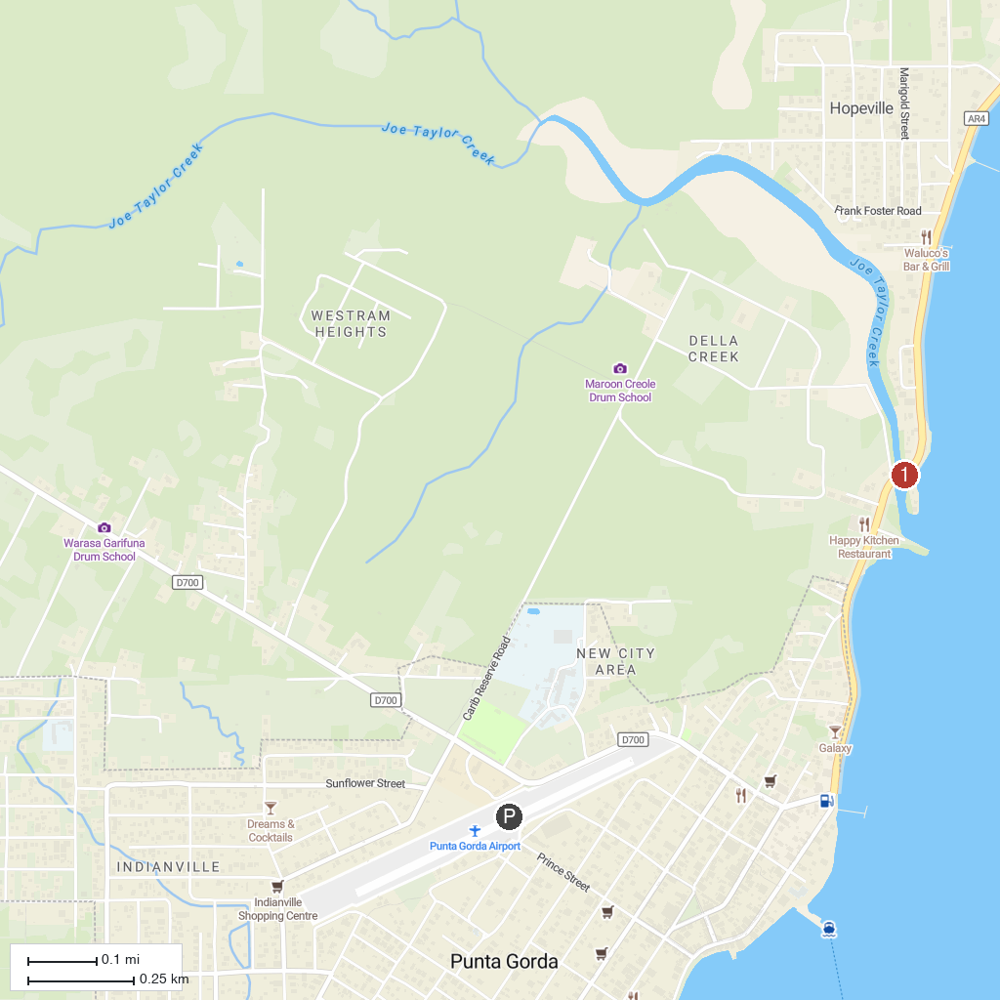 Hopeville
Marigold Street
AR4
Joe Taylor Creek
Joe Taylor Creek
Frank Foster Road
Waluco's
Bar & Grill
Joe Taylor Creek
WESTRAM
HEIGHTS
DELLA
CREEK
Maroon Creole
Drum School
1
Happy Kitchen
Restaurant
Warasa Garifuna
Drum School
D700
NEW CITY
AREA
Carib Reserve Road
D700
D700
Galaxy
Sunflower Street
P
Dreams &
Cocktails
Punta Gorda Airport
Prince Street
INDIANVILLE
Indianville
Shopping Centre
Punta Gorda
0.1 mi
0.25 km